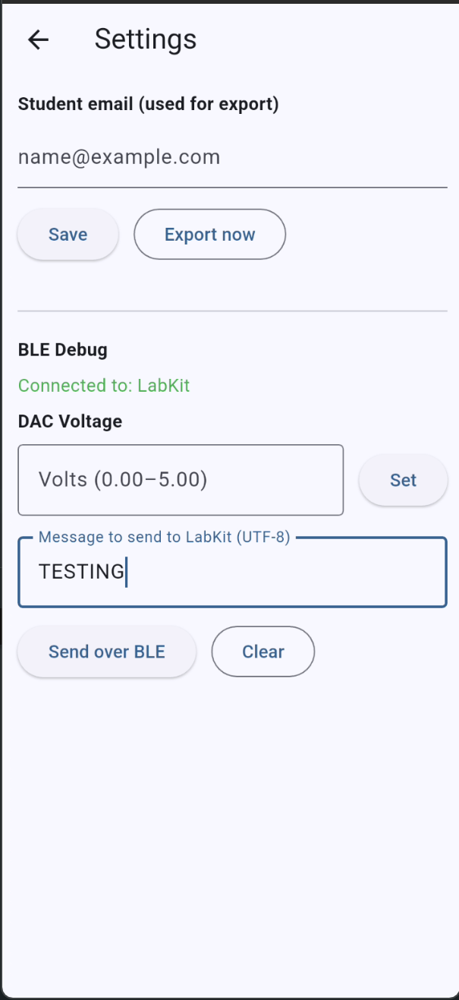 Settings
Student email (used for export)
name@example.com
Save Export now
BLE Debug
Connected to: LabKit
DAC Voltage
Volts (0.00–5.00) Set
Message to send to LabKit (UTF-8)
TESTING
Send over BLE Clear